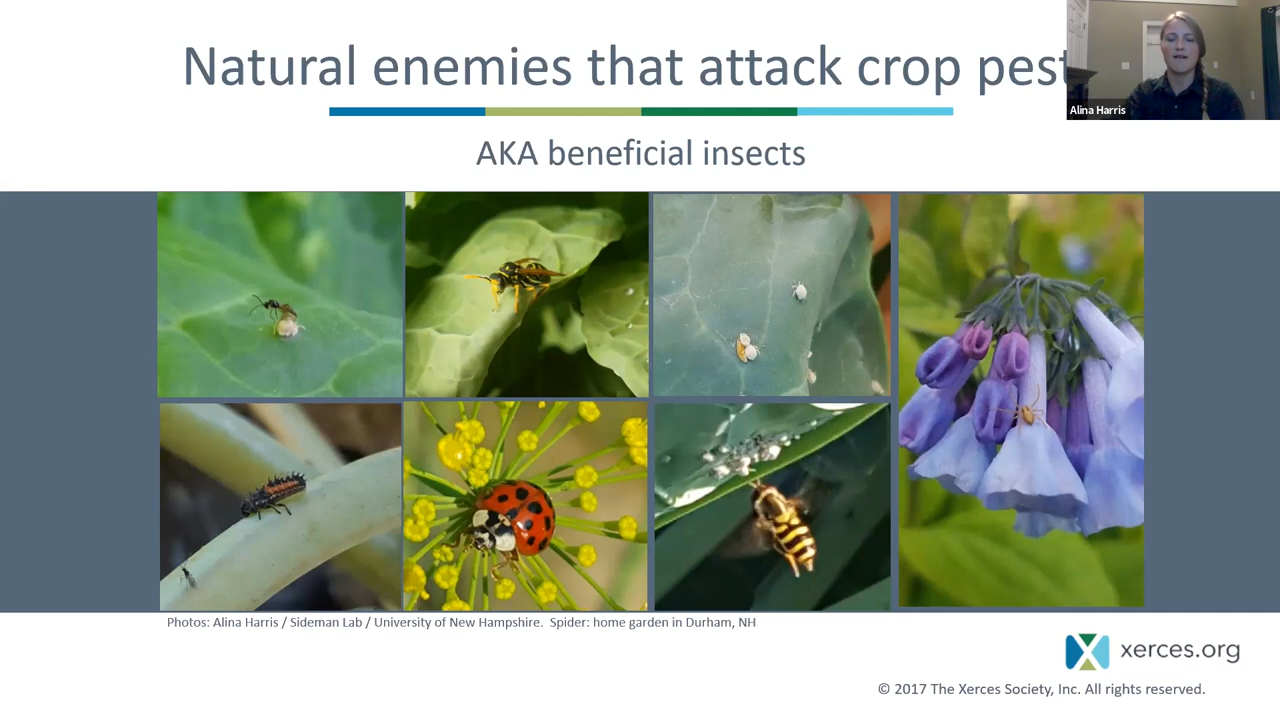 Natural enemies that attack crop pest
Alina Harris
AKA beneficial insects
Photos: Alina Harris / Sideman Lab / University of New Hampshire.  Spider: home garden in Durham, NH
xerces.org
© 2017 The Xerces Society, Inc. All rights reserved.